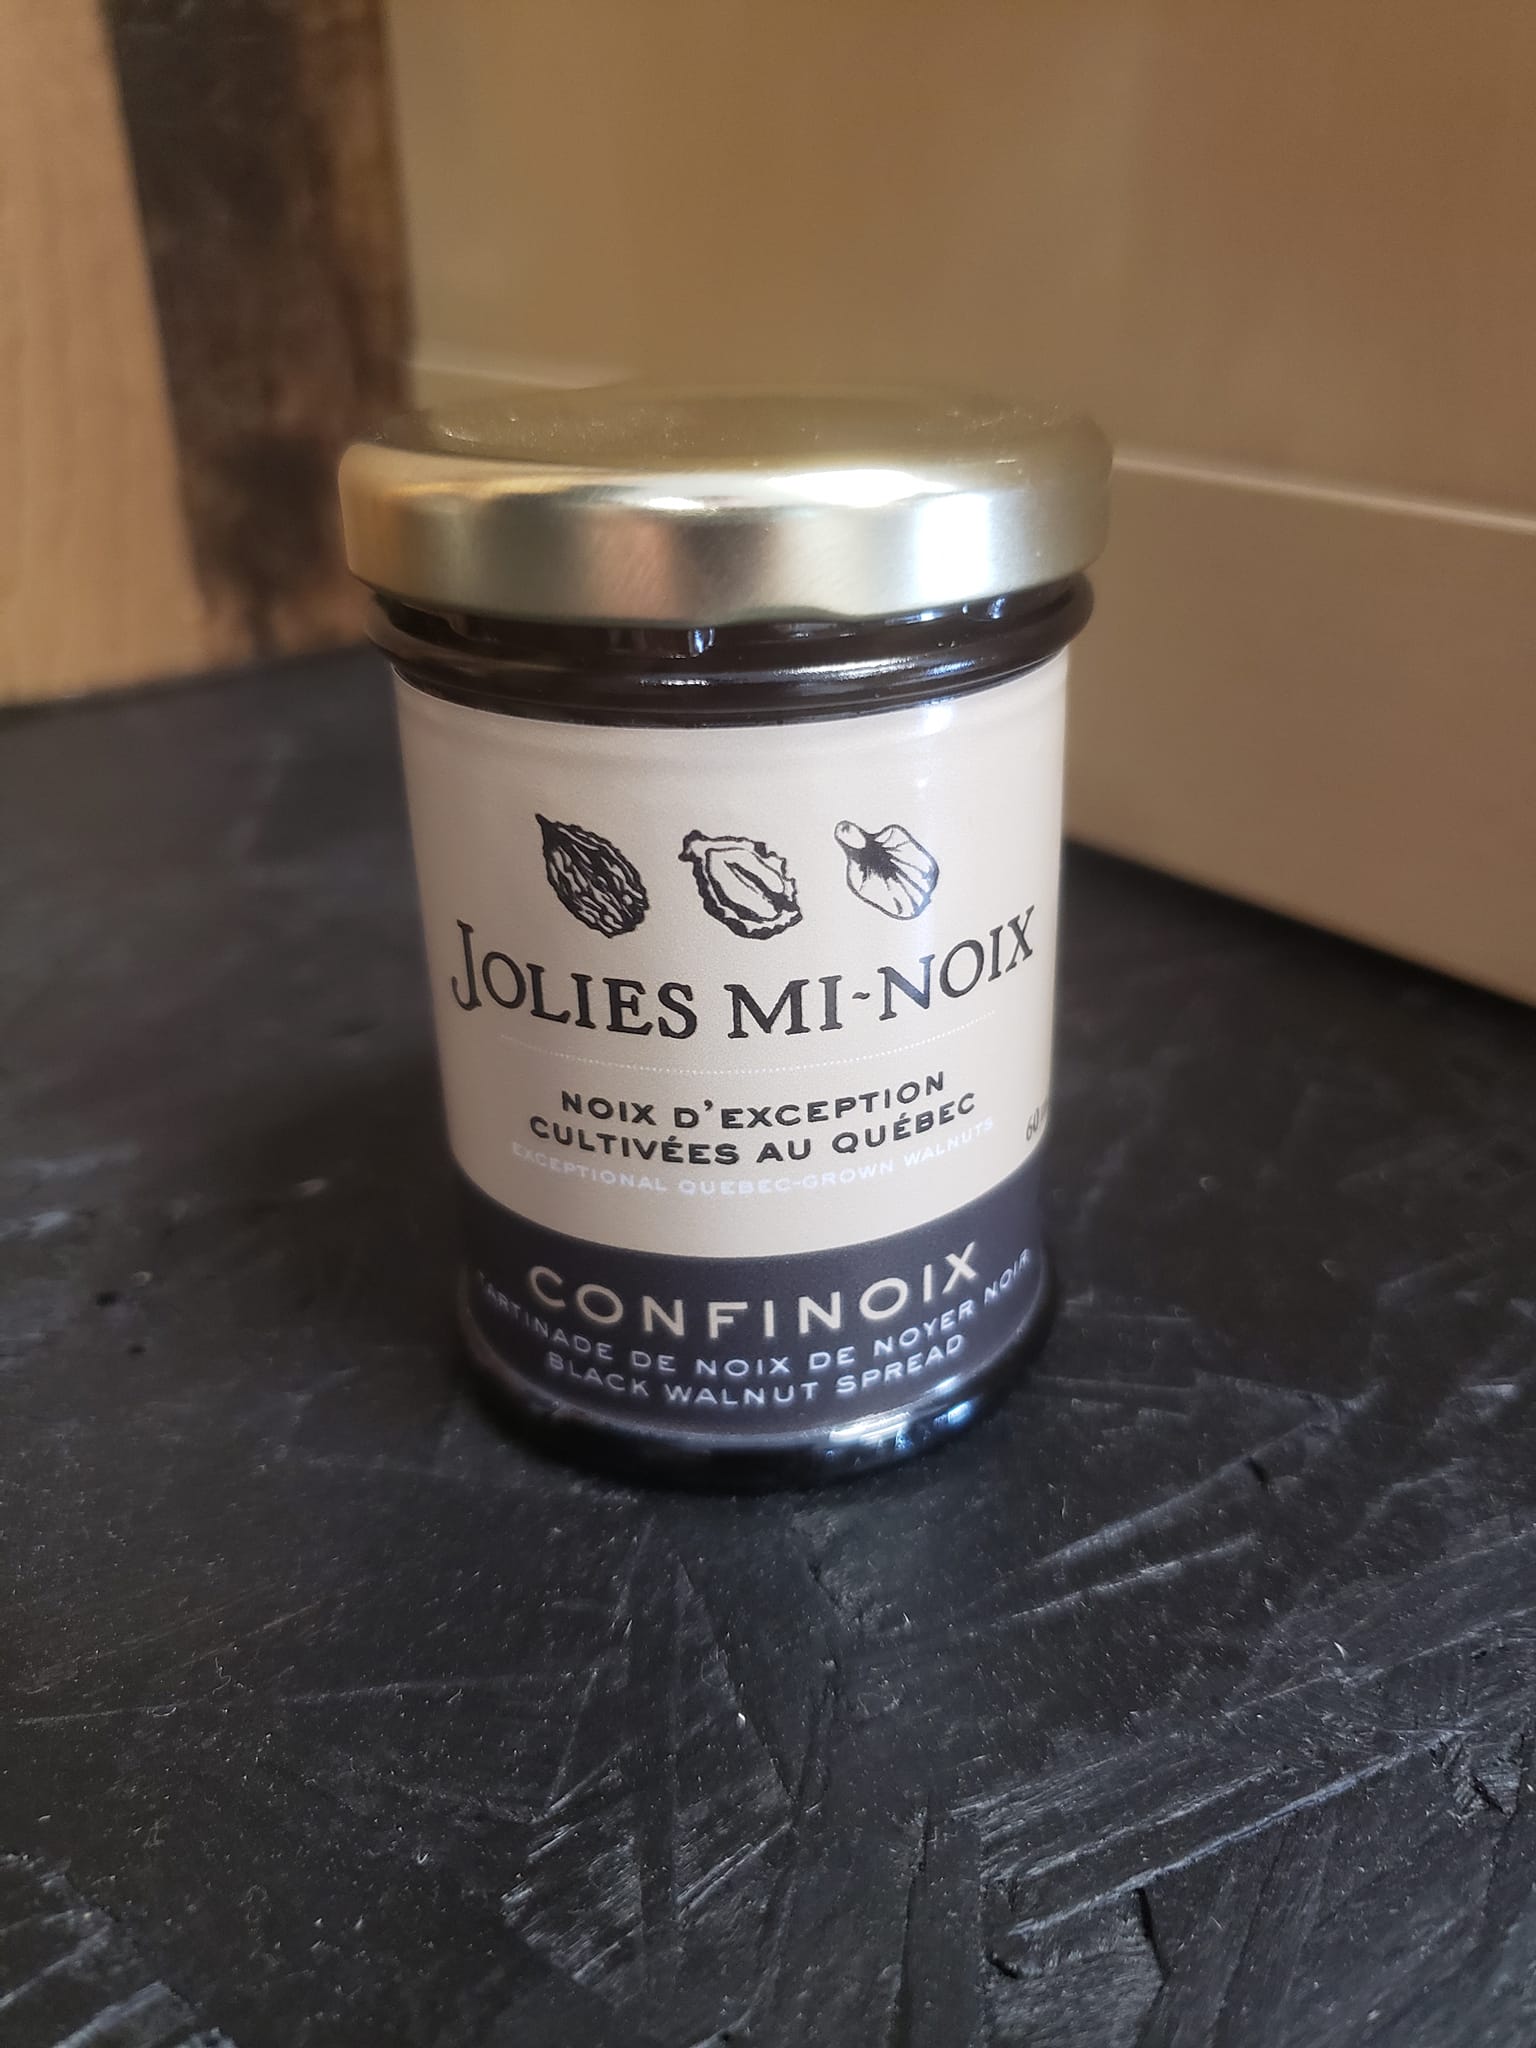 JOLIES MI-NOIX
NOIX D'EXCEPTION
CULTIVÉES AU QUÉBEC
EXCEPTIONAL QUEBEC-GROWN WALNUTS
60
CONFINOIX
TARTINADE DE NOIX DE NOYER NOIR
BLACK WALNUT SPREAD